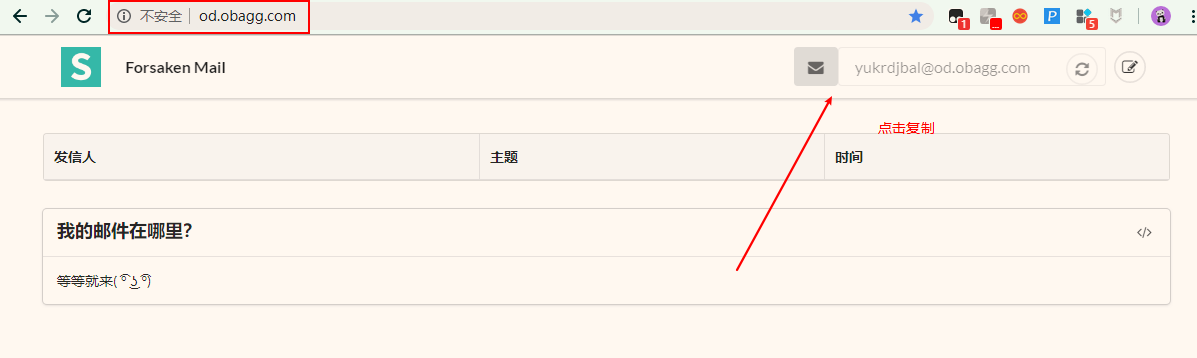 不安全 od.obagg.com
1
...
P
5
S Forsaken Mail
yukrdjbal@od.obagg.com
点击复制
发信人 主题 时间
我的邮件在哪里?
</>
等等就来( ͡° ͜ʖ ͡°)